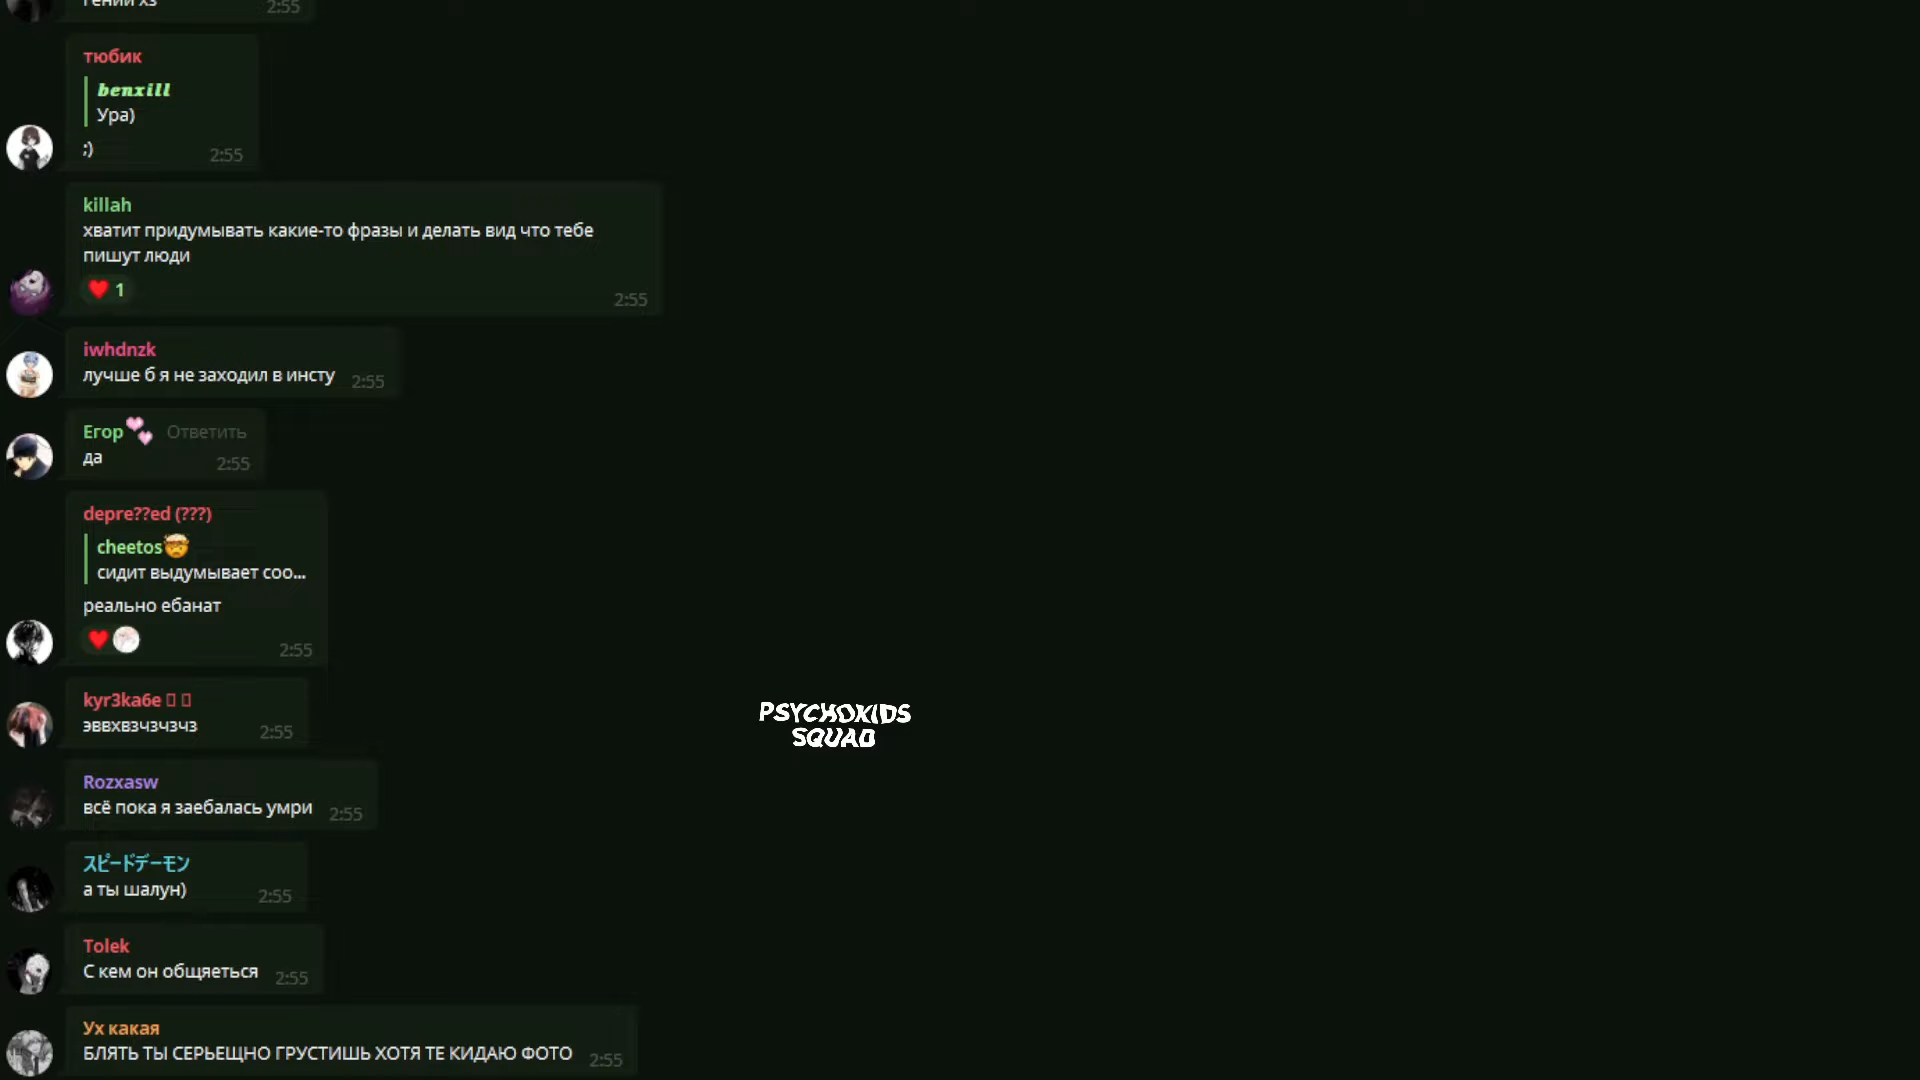 гений хз
2:55
тюбик
benxill
Ура)
;)
2:55
killah
хватит придумывать какие-то фразы и делать вид что тебе
пишут люди
1
2:55
iwhdnzk
лучше б я не заходил в инсту 2:55
Егор Ответить
да 2:55
depre??ed (???)
cheetos
сидит выдумывает соо...
реально ебанат
2:55
kyr3ka6e
эввхвзчзчзчз 2:55
Rozxasw
всё пока я заебалась умри 2:55
スピードデーモン
а ты шалун) 2:55
Tolek
С кем он общяеться 2:55
Ух какая
БЛЯТЬ ТЫ СЕРЬЕЩНО ГРУСТИШЬ ХОТЯ ТЕ КИДАЮ ФОТО 2:55
PSYCHOKIDS
SQUAD